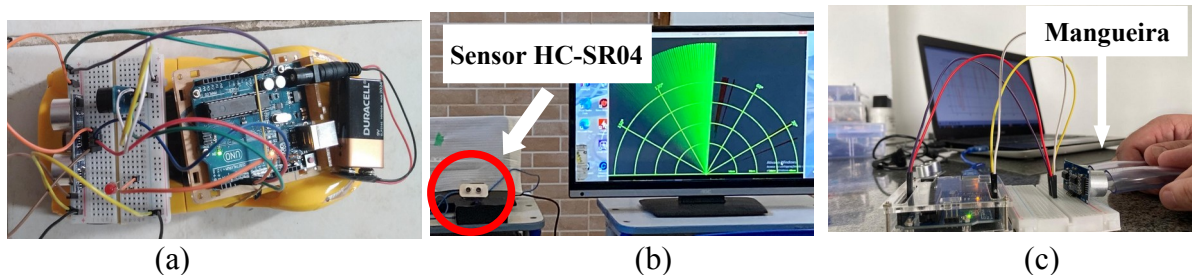 Sensor HC-SR04
Mangueira
DURACELL
UNO
(a)
(b)
(c)